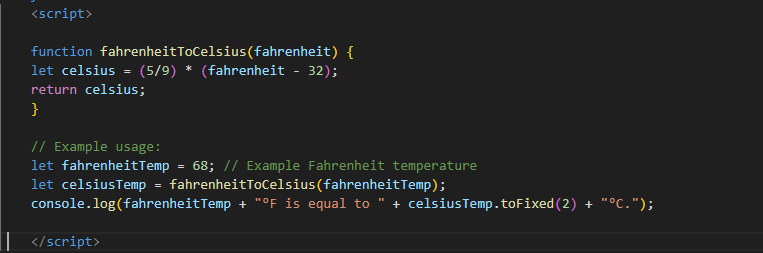 <script>
function fahrenheitToCelsius(fahrenheit) {
let celsius = (5/9) * (fahrenheit - 32);
return celsius;
}
// Example usage:
let fahrenheitTemp = 68; // Example Fahrenheit temperature
let celsiusTemp = fahrenheitToCelsius(fahrenheitTemp);
console.log(fahrenheitTemp + "°F is equal to " + celsiusTemp.toFixed(2) + "°C.");
</script>